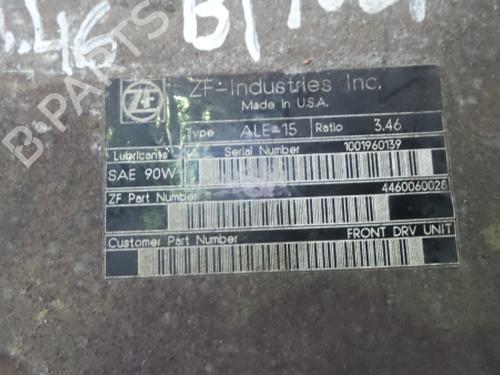 3.46
ZF
ZF-Industries Inc.
Made in U.S.A.
Type ALE-15 Ratio 3.46
Lubricants Serial Number 1001960139
SAE 90W
ZF Part Number 4460060028
Customer Part Number FRONT DRV UNIT
B-PARTS